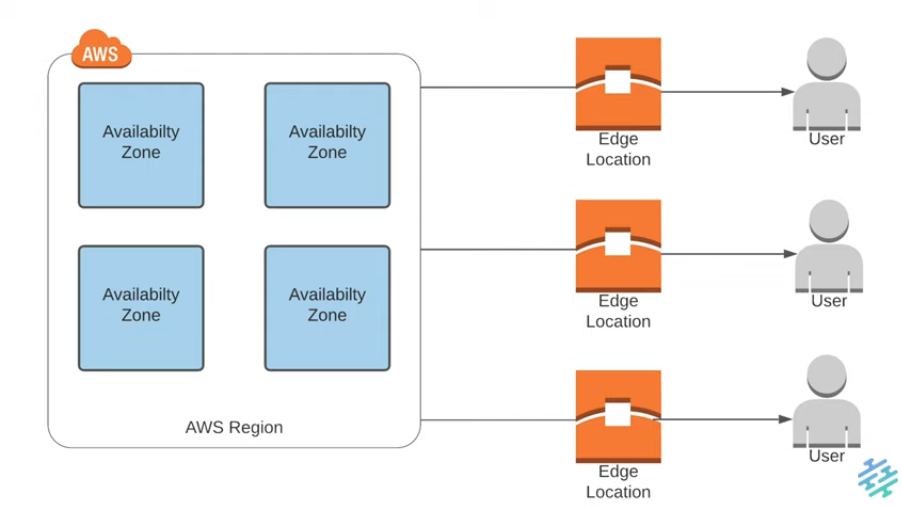 AWS
Availabilty
Zone
Availabilty
Zone
Availabilty
Zone
Availabilty
Zone
AWS Region
Edge
Location
User
Edge
Location
User
Edge
Location
User